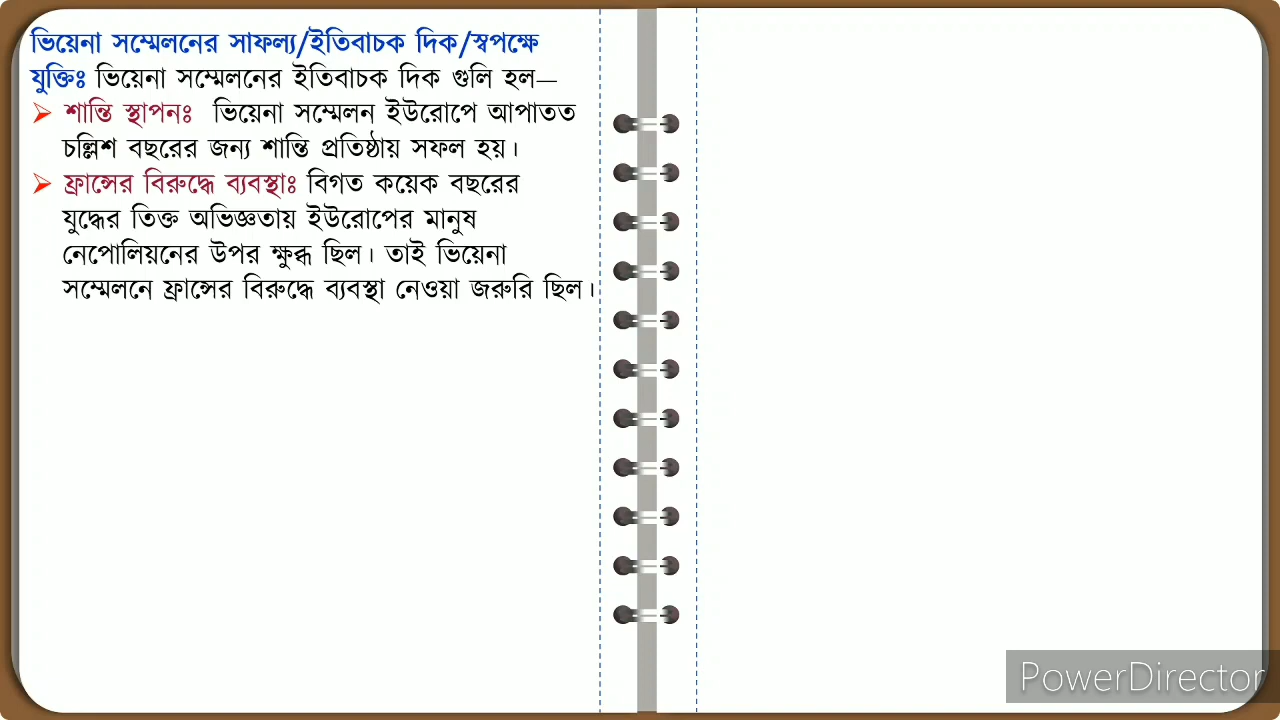 ভিয়েনা সম্মেলনের সাফল্য/ইতিবাচক দিক/স্বপক্ষে
যুক্তিঃ ভিয়েনা সম্মেলনের ইতিবাচক দিক গুলি হল—
➢ শান্তি স্থাপনঃ ভিয়েনা সম্মেলন ইউরোপে আপাতত
চল্লিশ বছরের জন্য শান্তি প্রতিষ্ঠায় সফল হয়।
➢ ফ্রান্সের বিরুদ্ধে ব্যবস্থাঃ বিগত কয়েক বছরের
যুদ্ধের তিক্ত অভিজ্ঞতায় ইউরোপের মানুষ
নেপোলিয়নের উপর ক্ষুব্ধ ছিল। তাই ভিয়েনা
সম্মেলনে ফ্রান্সের বিরুদ্ধে ব্যবস্থা নেওয়া জরুরি ছিল।
PowerDirector